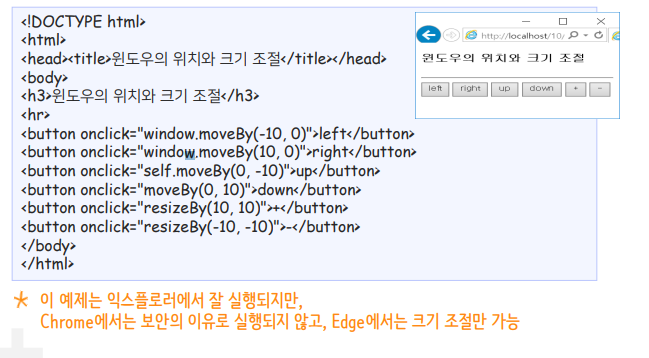 <!DOCTYPE html>
<html>
<head><title>윈도우의 위치와 크기 조절</title></head>
<body>
<h3>윈도우의 위치와 크기 조절</h3>
<hr>
<button onclick="window.moveBy(-10, 0)">left</button>
<button onclick="window.moveBy(10, 0)">right</button>
<button onclick="self.moveBy(0, -10)">up</button>
<button onclick="moveBy(0, 10)">down</button>
<button onclick="resizeBy(10, 10)">+</button>
<button onclick="resizeBy(-10, -10)">-</button>
</body>
</html>
http://localhost/10/
윈도우의 위치와 크기 조절
left right up down + -
* 이 예제는 익스플로러에서 잘 실행되지만,
Chrome에서는 보안의 이유로 실행되지 않고, Edge에서는 크기 조절만 가능